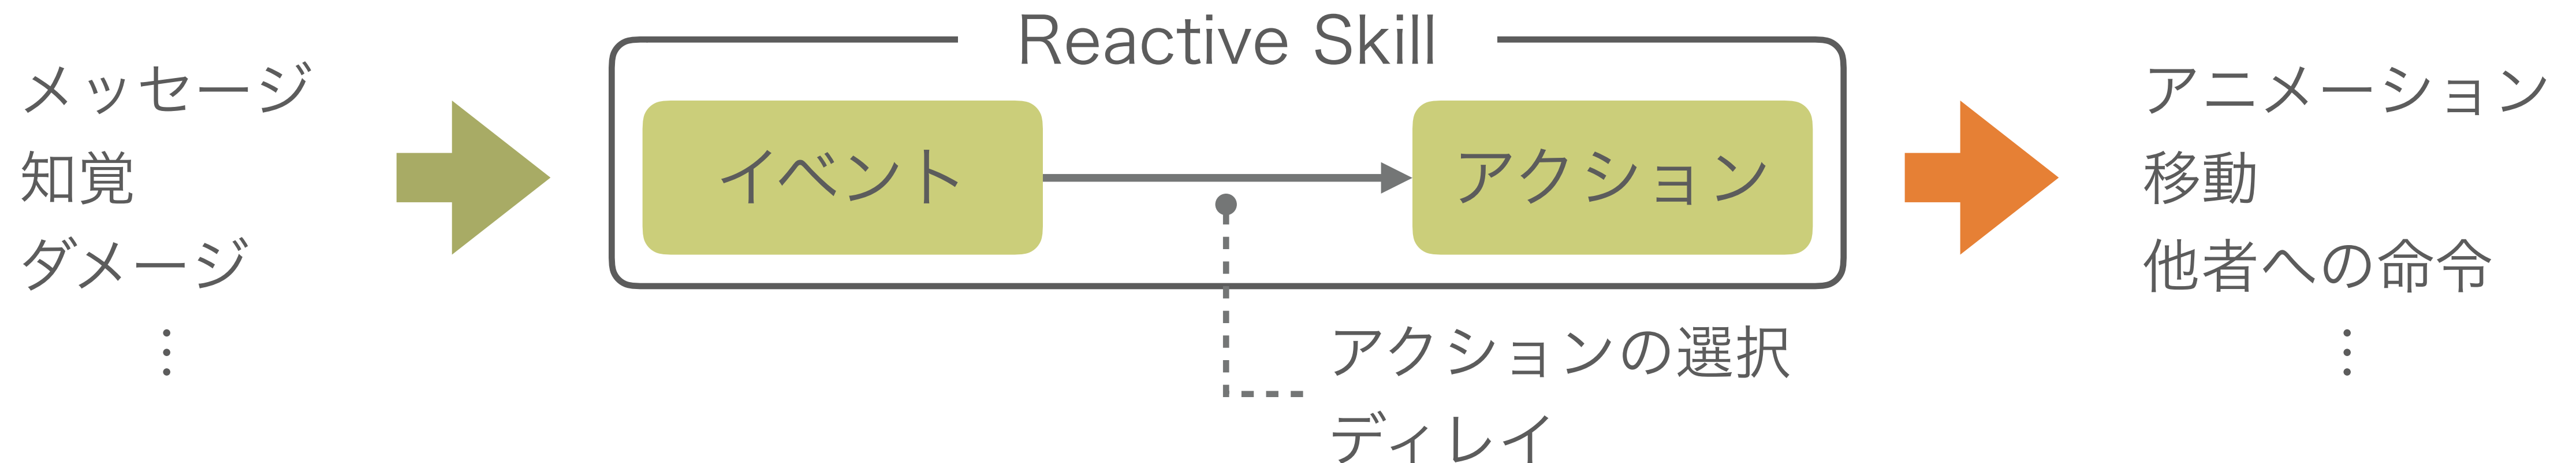 Reactive Skill
メッセージ
知覚
ダメージ
⋮
イベント
アクション
アクションの選択
ディレイ
アニメーション
移動
他者への命令
⋮